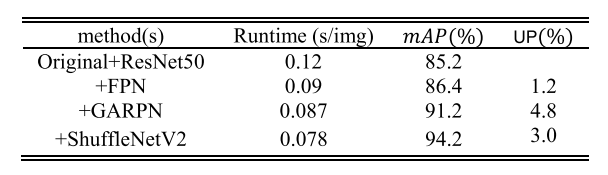 method(s) Runtime (s/img) mAP(%) UP(%)
Original+ResNet50 0.12 85.2
+FPN 0.09 86.4 1.2
+GARPN 0.087 91.2 4.8
+ShuffleNetV2 0.078 94.2 3.0